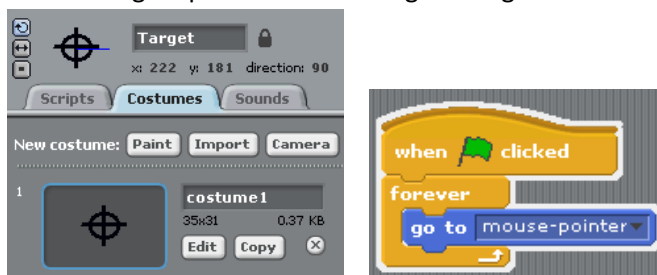 Target
x: 222 y: 181 direction: 90
Scripts Costumes Sounds
New costume: Paint Import Camera
1
costume1
35x31 0.37 KB
Edit Copy
when clicked
forever
go to mouse-pointer